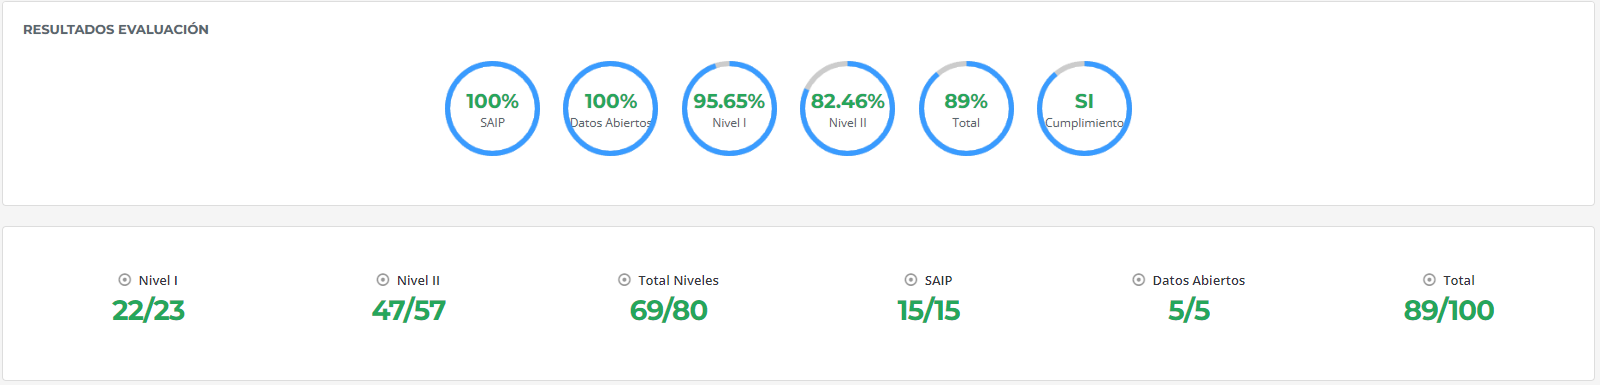 RESULTADOS EVALUACIÓN
100%
SAIP
100%
Datos Abiertos
95.65%
Nivel I
82.46%
Nivel II
89%
Total
SI
Cumplimiento
Nivel I
22/23
Nivel II
47/57
Total Niveles
69/80
SAIP
15/15
Datos Abiertos
5/5
Total
89/100